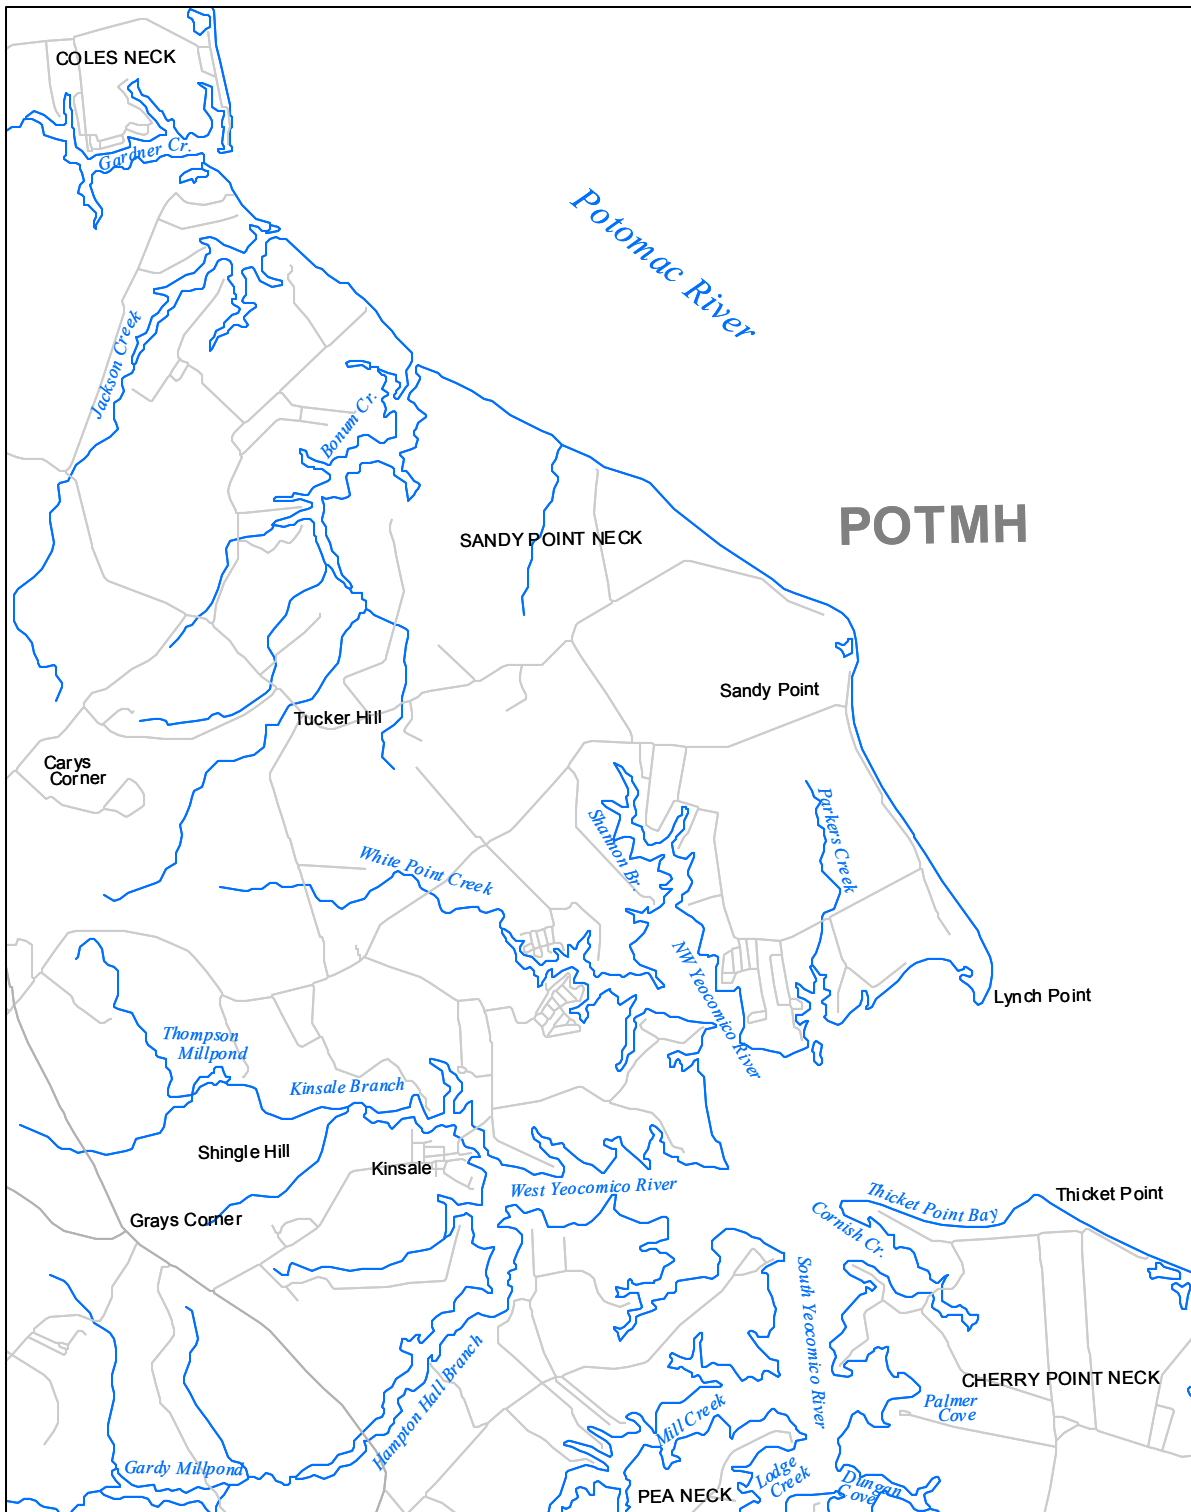 COLES NECK
Gardner Cr.
Potomac River
Jackson Creek
Bonum Cr.
POTMH
SANDY POINT NECK
Sandy Point
Tucker Hill
Carys
Corner
Parkers Creek
Shannon Br.
White Point Creek
NW Yeocomico River
Lynch Point
Thompson
Millpond
Kinsale Branch
Shingle Hill
Kinsale
West Yeocomico River
Thicket Point Bay
Thicket Point
Grays Corner
Cornish Cr.
South Yeocomico River
Hampton Hall Branch
CHERRY POINT NECK
Palmer
Cove
Mill Creek
Gardy Millpond
Lodge
Creek
Dungan
Cove
PEA NECK